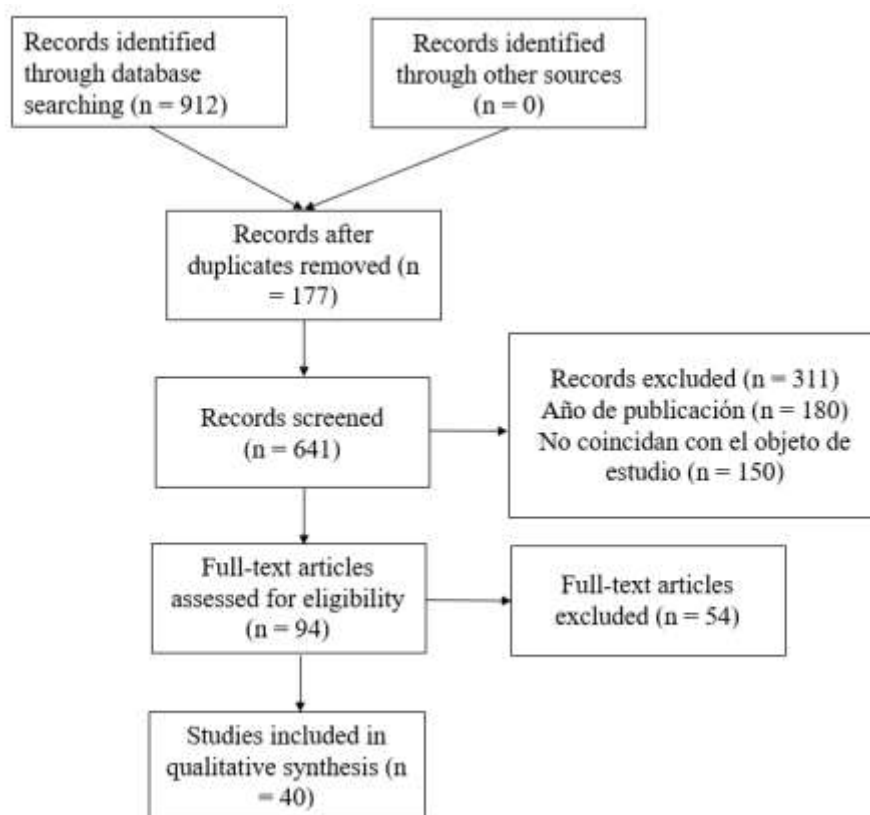 Records identified
through database
searching (n = 912)
Records identified
through other sources
(n = 0)
Records after
duplicates removed (n
= 177)
Records screened
(n = 641)
Records excluded (n = 311)
Año de publicación (n = 180)
No coincidan con el objeto de
estudio (n = 150)
Full-text articles
assessed for eligibility
(n = 94)
Full-text articles
excluded (n = 54)
Studies included in
qualitative synthesis (n
= 40)